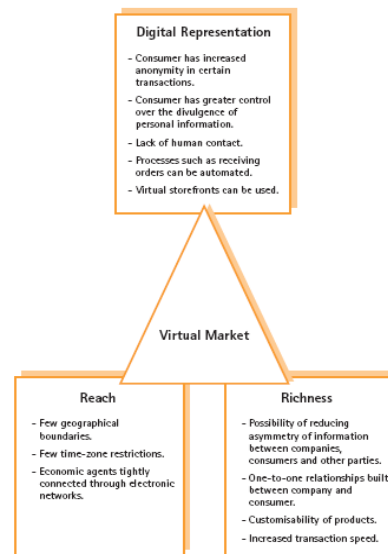 Digital Representation
– Consumer has increased
anonymity in certain
transactions.
– Consumer has greater control
over the divulgence of
personal information.
– Lack of human contact.
– Processes such as receiving
orders can be automated.
– Virtual storefronts can be used.
Virtual Market
Reach
– Few geographical
boundaries.
– Few time-zone restrictions.
– Economic agents tightly
connected through electronic
networks.
Richness
– Possibility of reducing
asymmetry of information
between companies,
consumers and other parties.
– One-to-one relationships built
between company and
consumer.
– Customisability of products.
– Increased transaction speed.